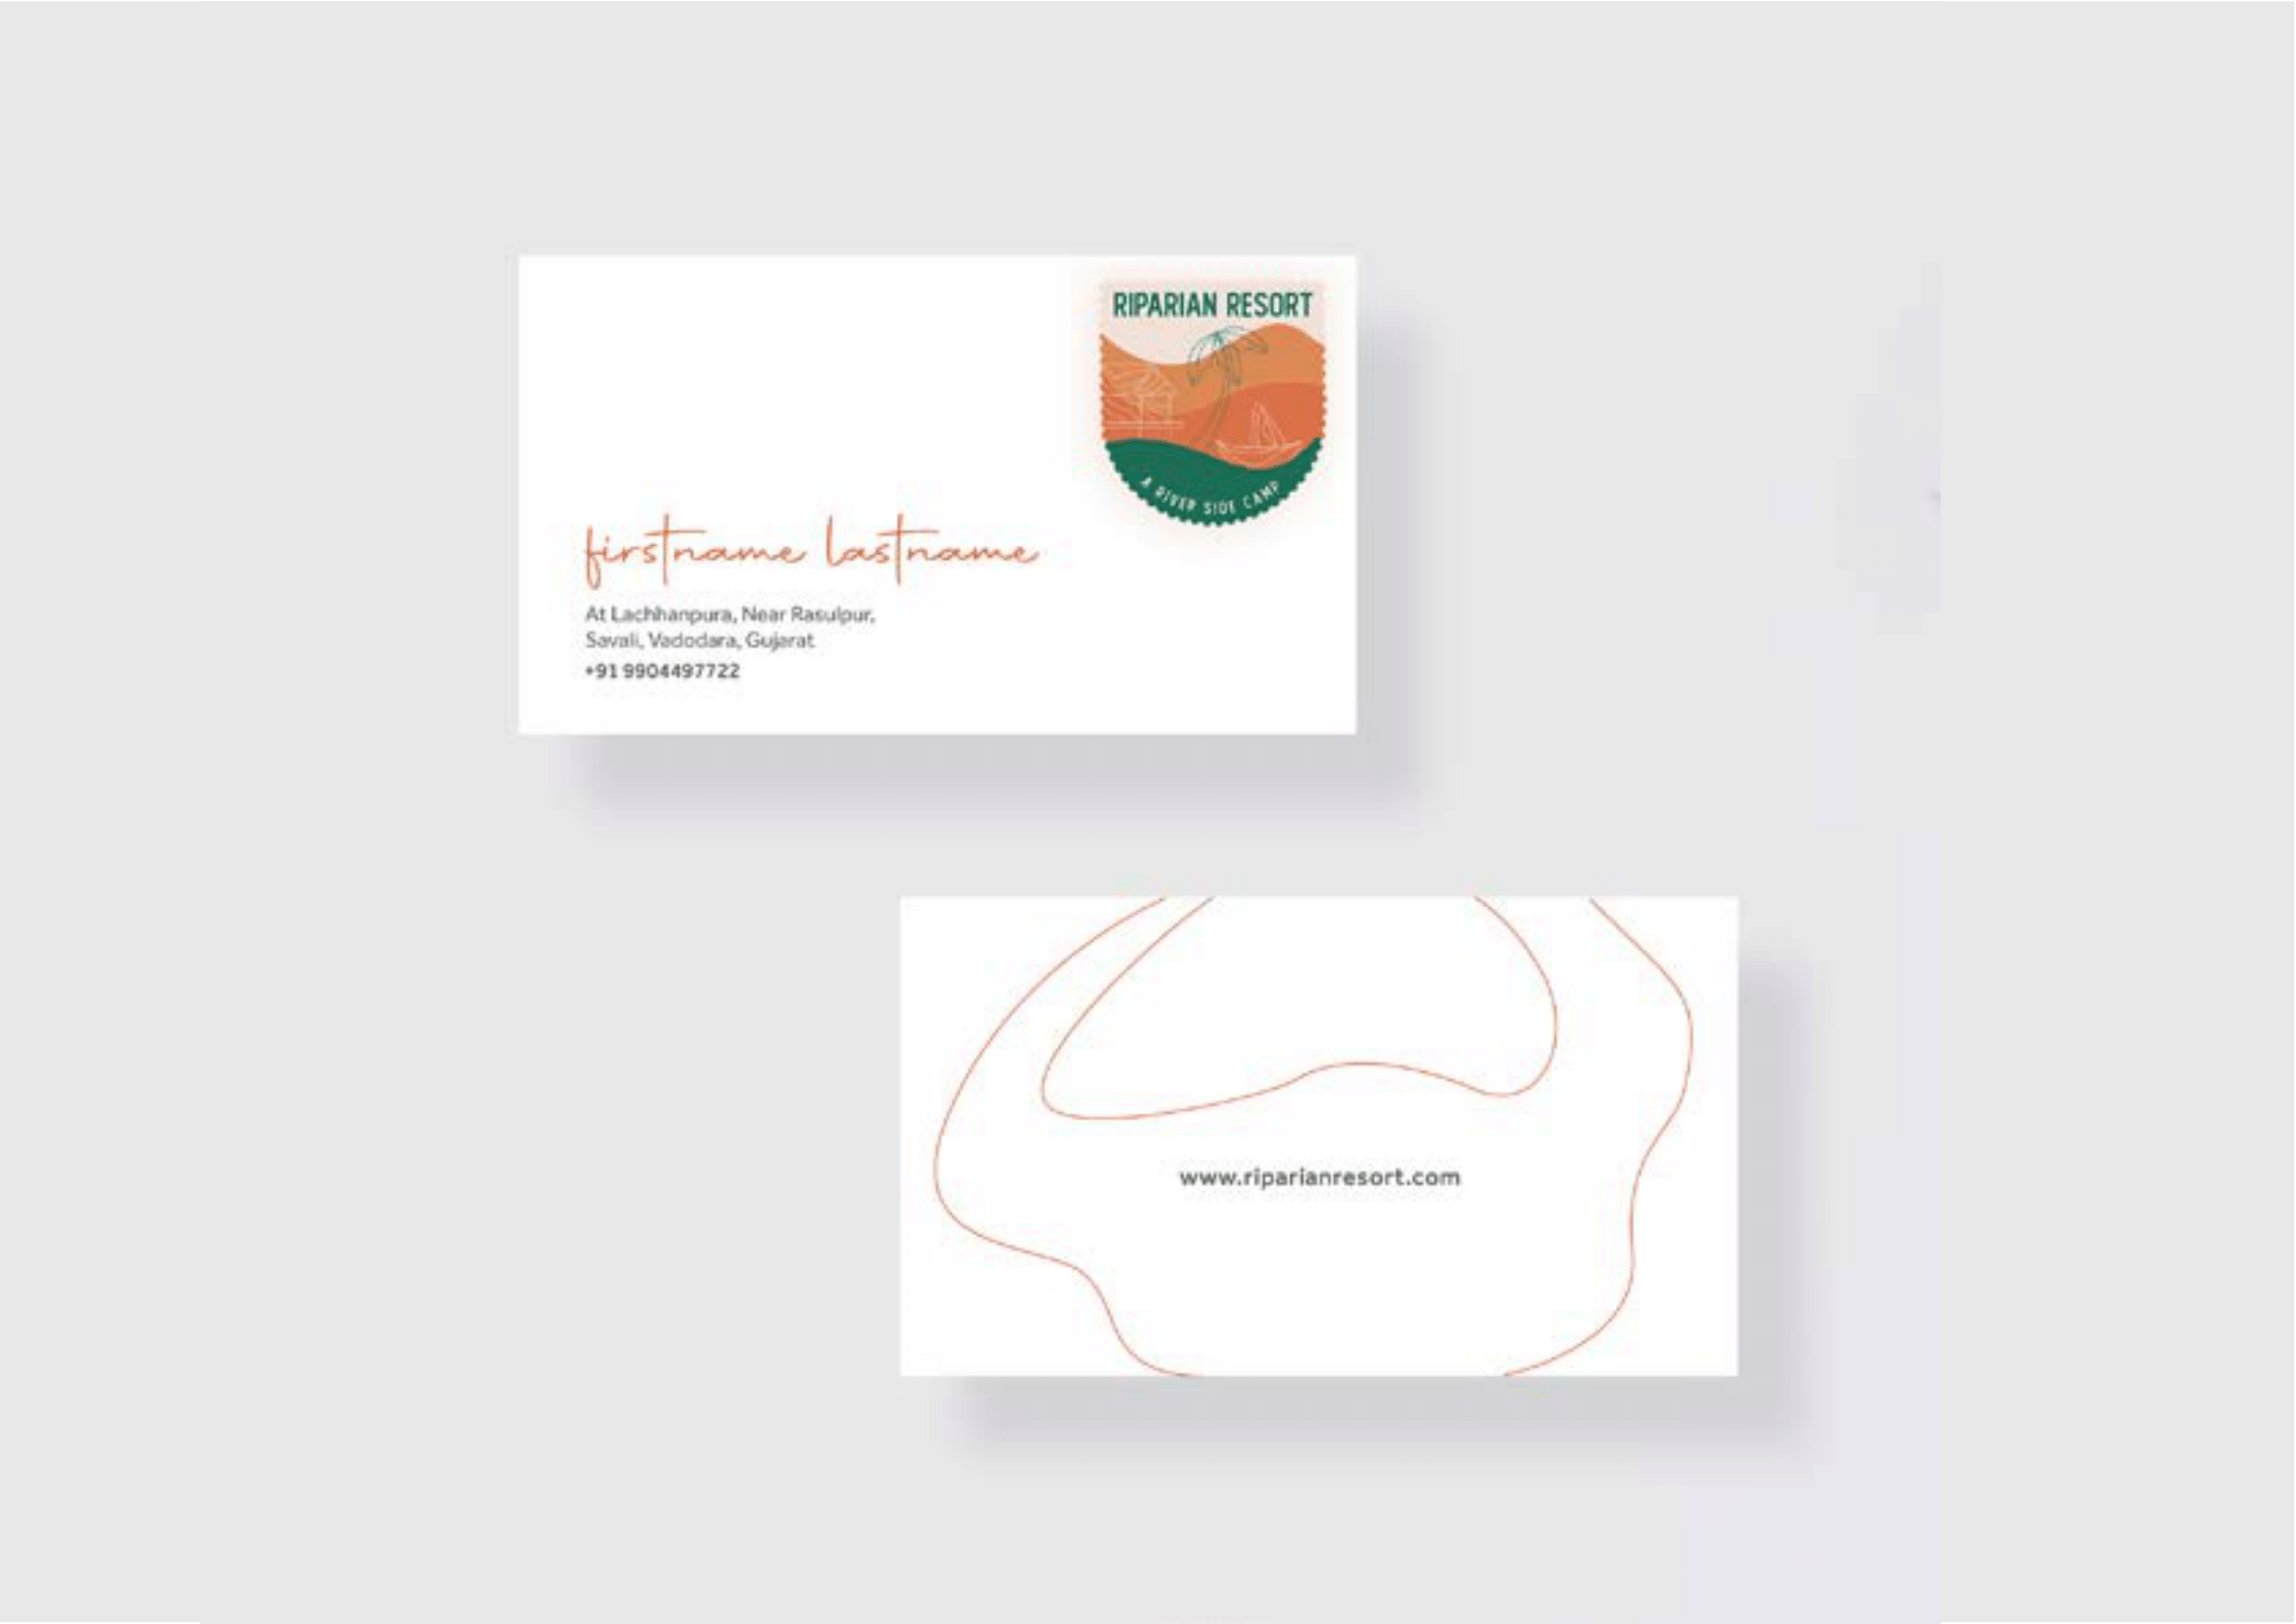 RIPARIAN RESORT
A RIVER SIDE CAMP
firstname lastname
At Lachhanpura, Near Rasulpur,
Savali, Vadodara, Gujarat
+91 9904497722
www.riparianresort.com